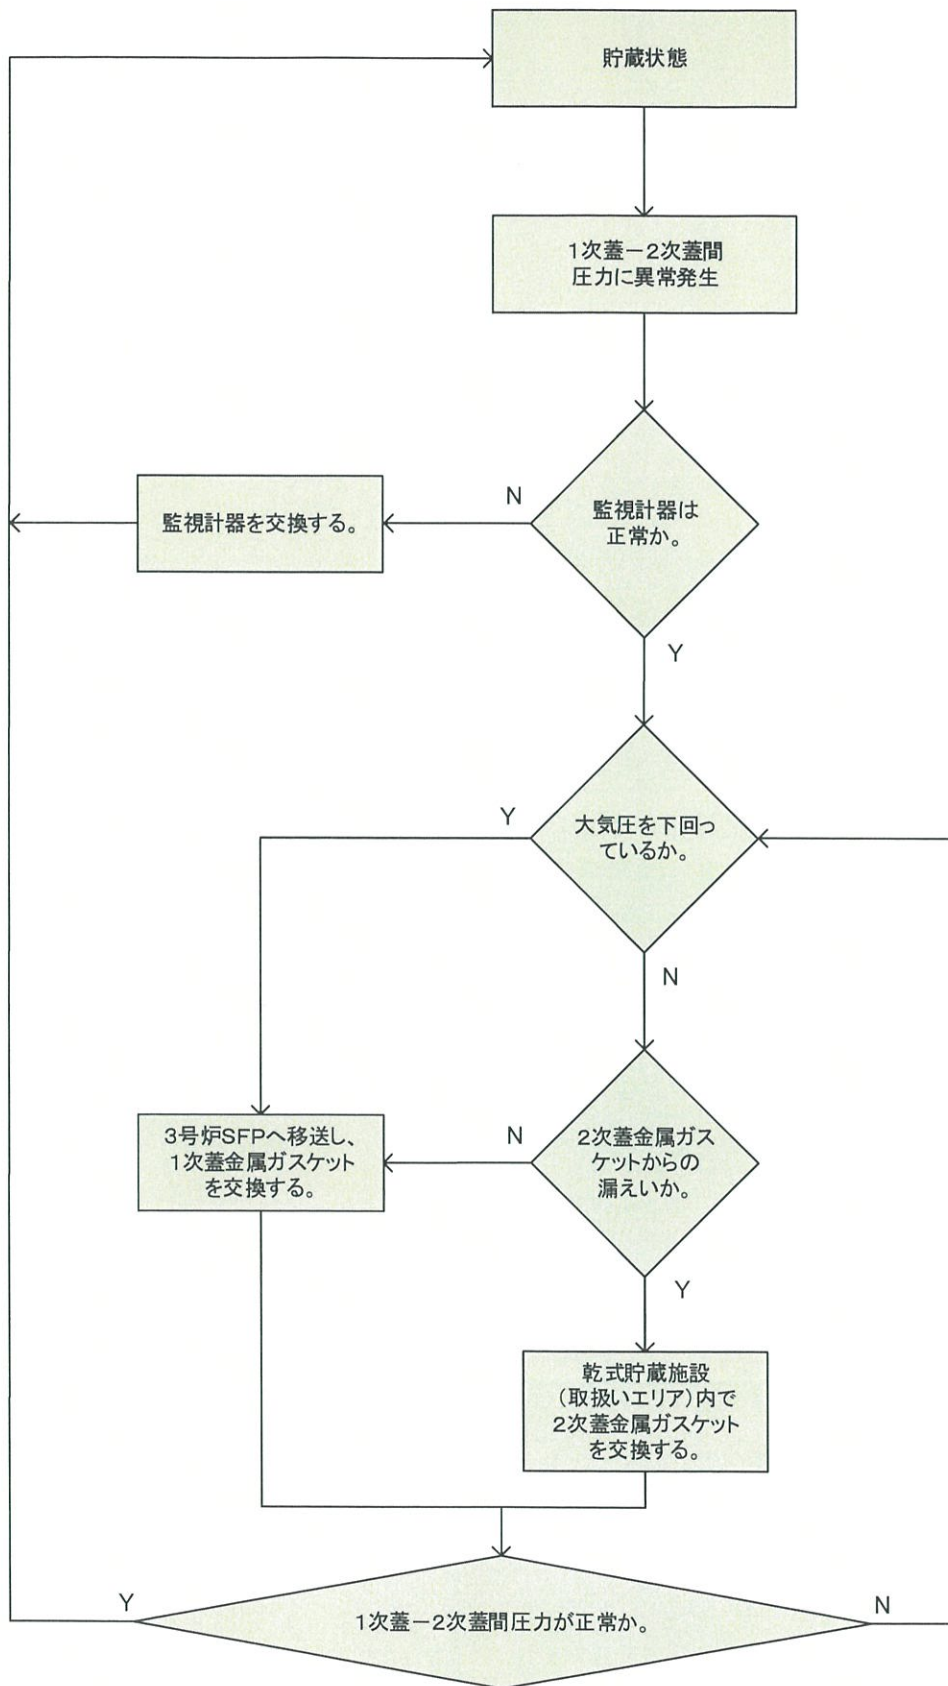 貯蔵状態
1次蓋－2次蓋間
圧力に異常発生
N
監視計器を交換する。
監視計器は
正常か。
Y
Y
大気圧を下回っ
ているか。
N
3号炉SFPへ移送し、
1次蓋金属ガスケット
を交換する。
N
2次蓋金属ガス
ケットからの
漏えいか。
Y
乾式貯蔵施設
（取扱いエリア）内で
2次蓋金属ガスケット
を交換する。
Y
1次蓋－2次蓋間圧力が正常か。
N